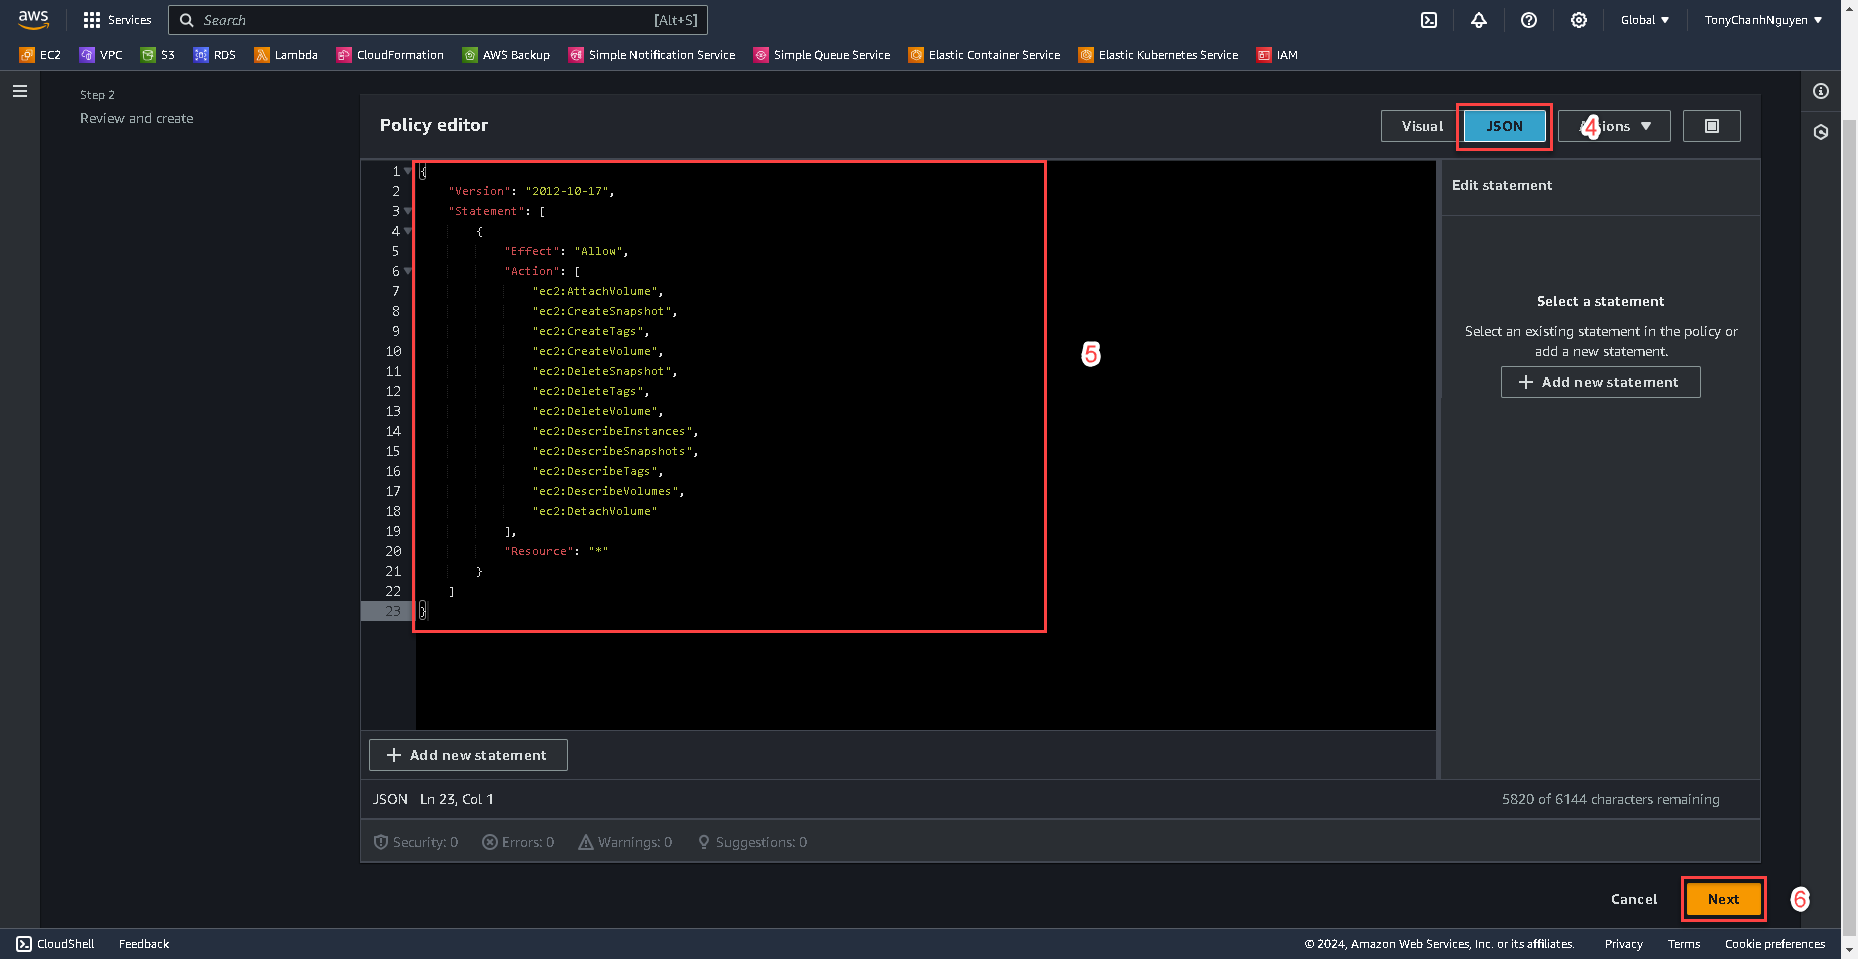 aws Services Search [Alt+S] Global ▼ TonyChanhNguyen ▼
EC2 VPC S3 RDS Lambda CloudFormation AWS Backup Simple Notification Service Simple Queue Service Elastic Container Service Elastic Kubernetes Service IAM
Step 2
Review and create
Policy editor
Visual JSON 4 ions ▼
1 {
2 "Version": "2012-10-17",
3 "Statement": [
4 {
5 "Effect": "Allow",
6 "Action": [
7 "ec2:AttachVolume",
8 "ec2:CreateSnapshot",
9 "ec2:CreateTags",
10 "ec2:CreateVolume",
11 "ec2:DeleteSnapshot",
12 "ec2:DeleteTags",
13 "ec2:DeleteVolume",
14 "ec2:DescribeInstances",
15 "ec2:DescribeSnapshots",
16 "ec2:DescribeTags",
17 "ec2:DescribeVolumes",
18 "ec2:DetachVolume"
19 ],
20 "Resource": "*"
21 }
22 ]
23 }
5
Edit statement
Select a statement
Select an existing statement in the policy or
add a new statement.
+ Add new statement
+ Add new statement
JSON Ln 23, Col 1
5820 of 6144 characters remaining
Security: 0 Errors: 0 Warnings: 0 Suggestions: 0
Cancel Next 6
CloudShell Feedback
© 2024, Amazon Web Services, Inc. or its affiliates. Privacy Terms Cookie preferences